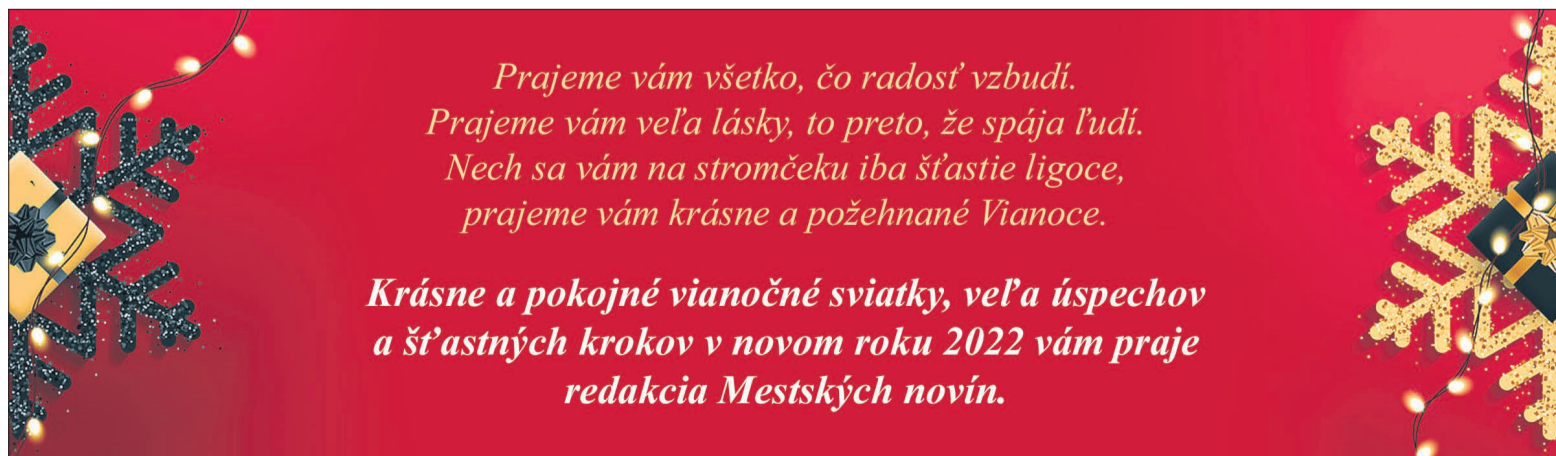 Prajeme vám všetko, čo radosť vzbudí.
Prajeme vám veľa lásky, to preto, že spája ľudí.
Nech sa vám na stromčeku iba šťastie ligoce,
prajeme vám krásne a požehnané Vianoce.
Krásne a pokojné vianočné sviatky, veľa úspechov
a šťastných krokov v novom roku 2022 vám praje
redakcia Mestských novín.